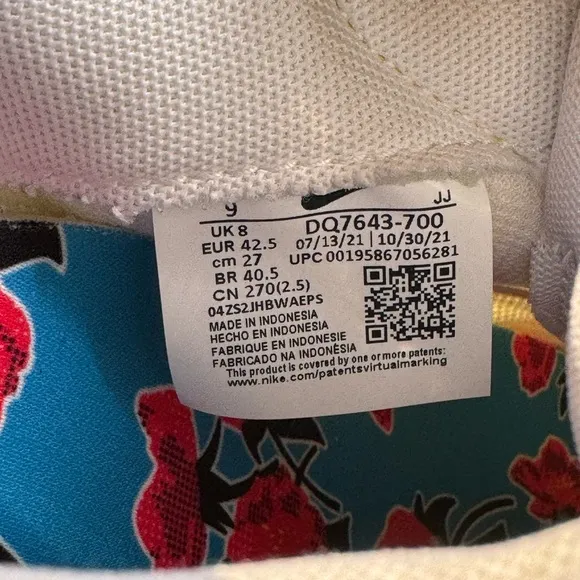 9 JJ
UK 8 DQ7643-700
EUR 42.5 07/13/21 | 10/30/21
cm 27 UPC 00195867056281
BR 40.5
CN 270(2.5)
04ZS2JHBWAEPS
MADE IN INDONESIA
HECHO EN INDONESIA
FABRIQUE EN INDONESIE
FABRICADO NA INDONÉSIA
This product is covered by one or more patents:
www.nike.com/patentsvirtualmarking